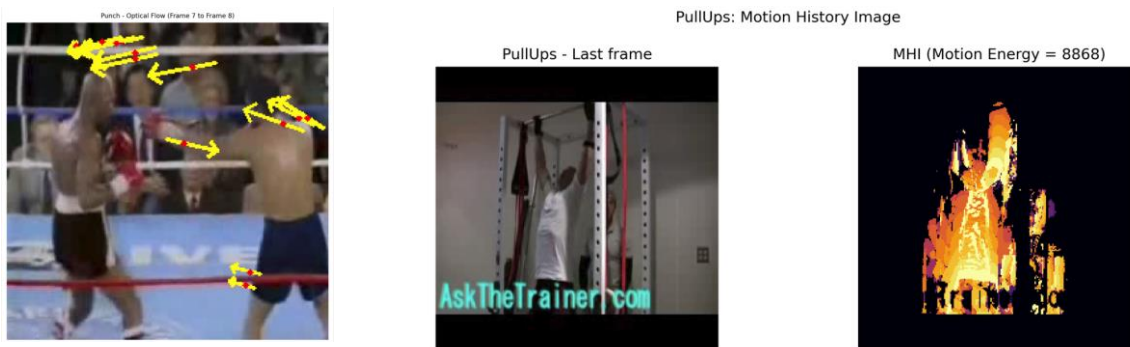 Punch - Optical Flow (Frame 7 to Frame 8)
IVE
PullUps: Motion History Image
PullUps - Last frame
AskTheTrainer.com
MHI (Motion Energy = 8868)